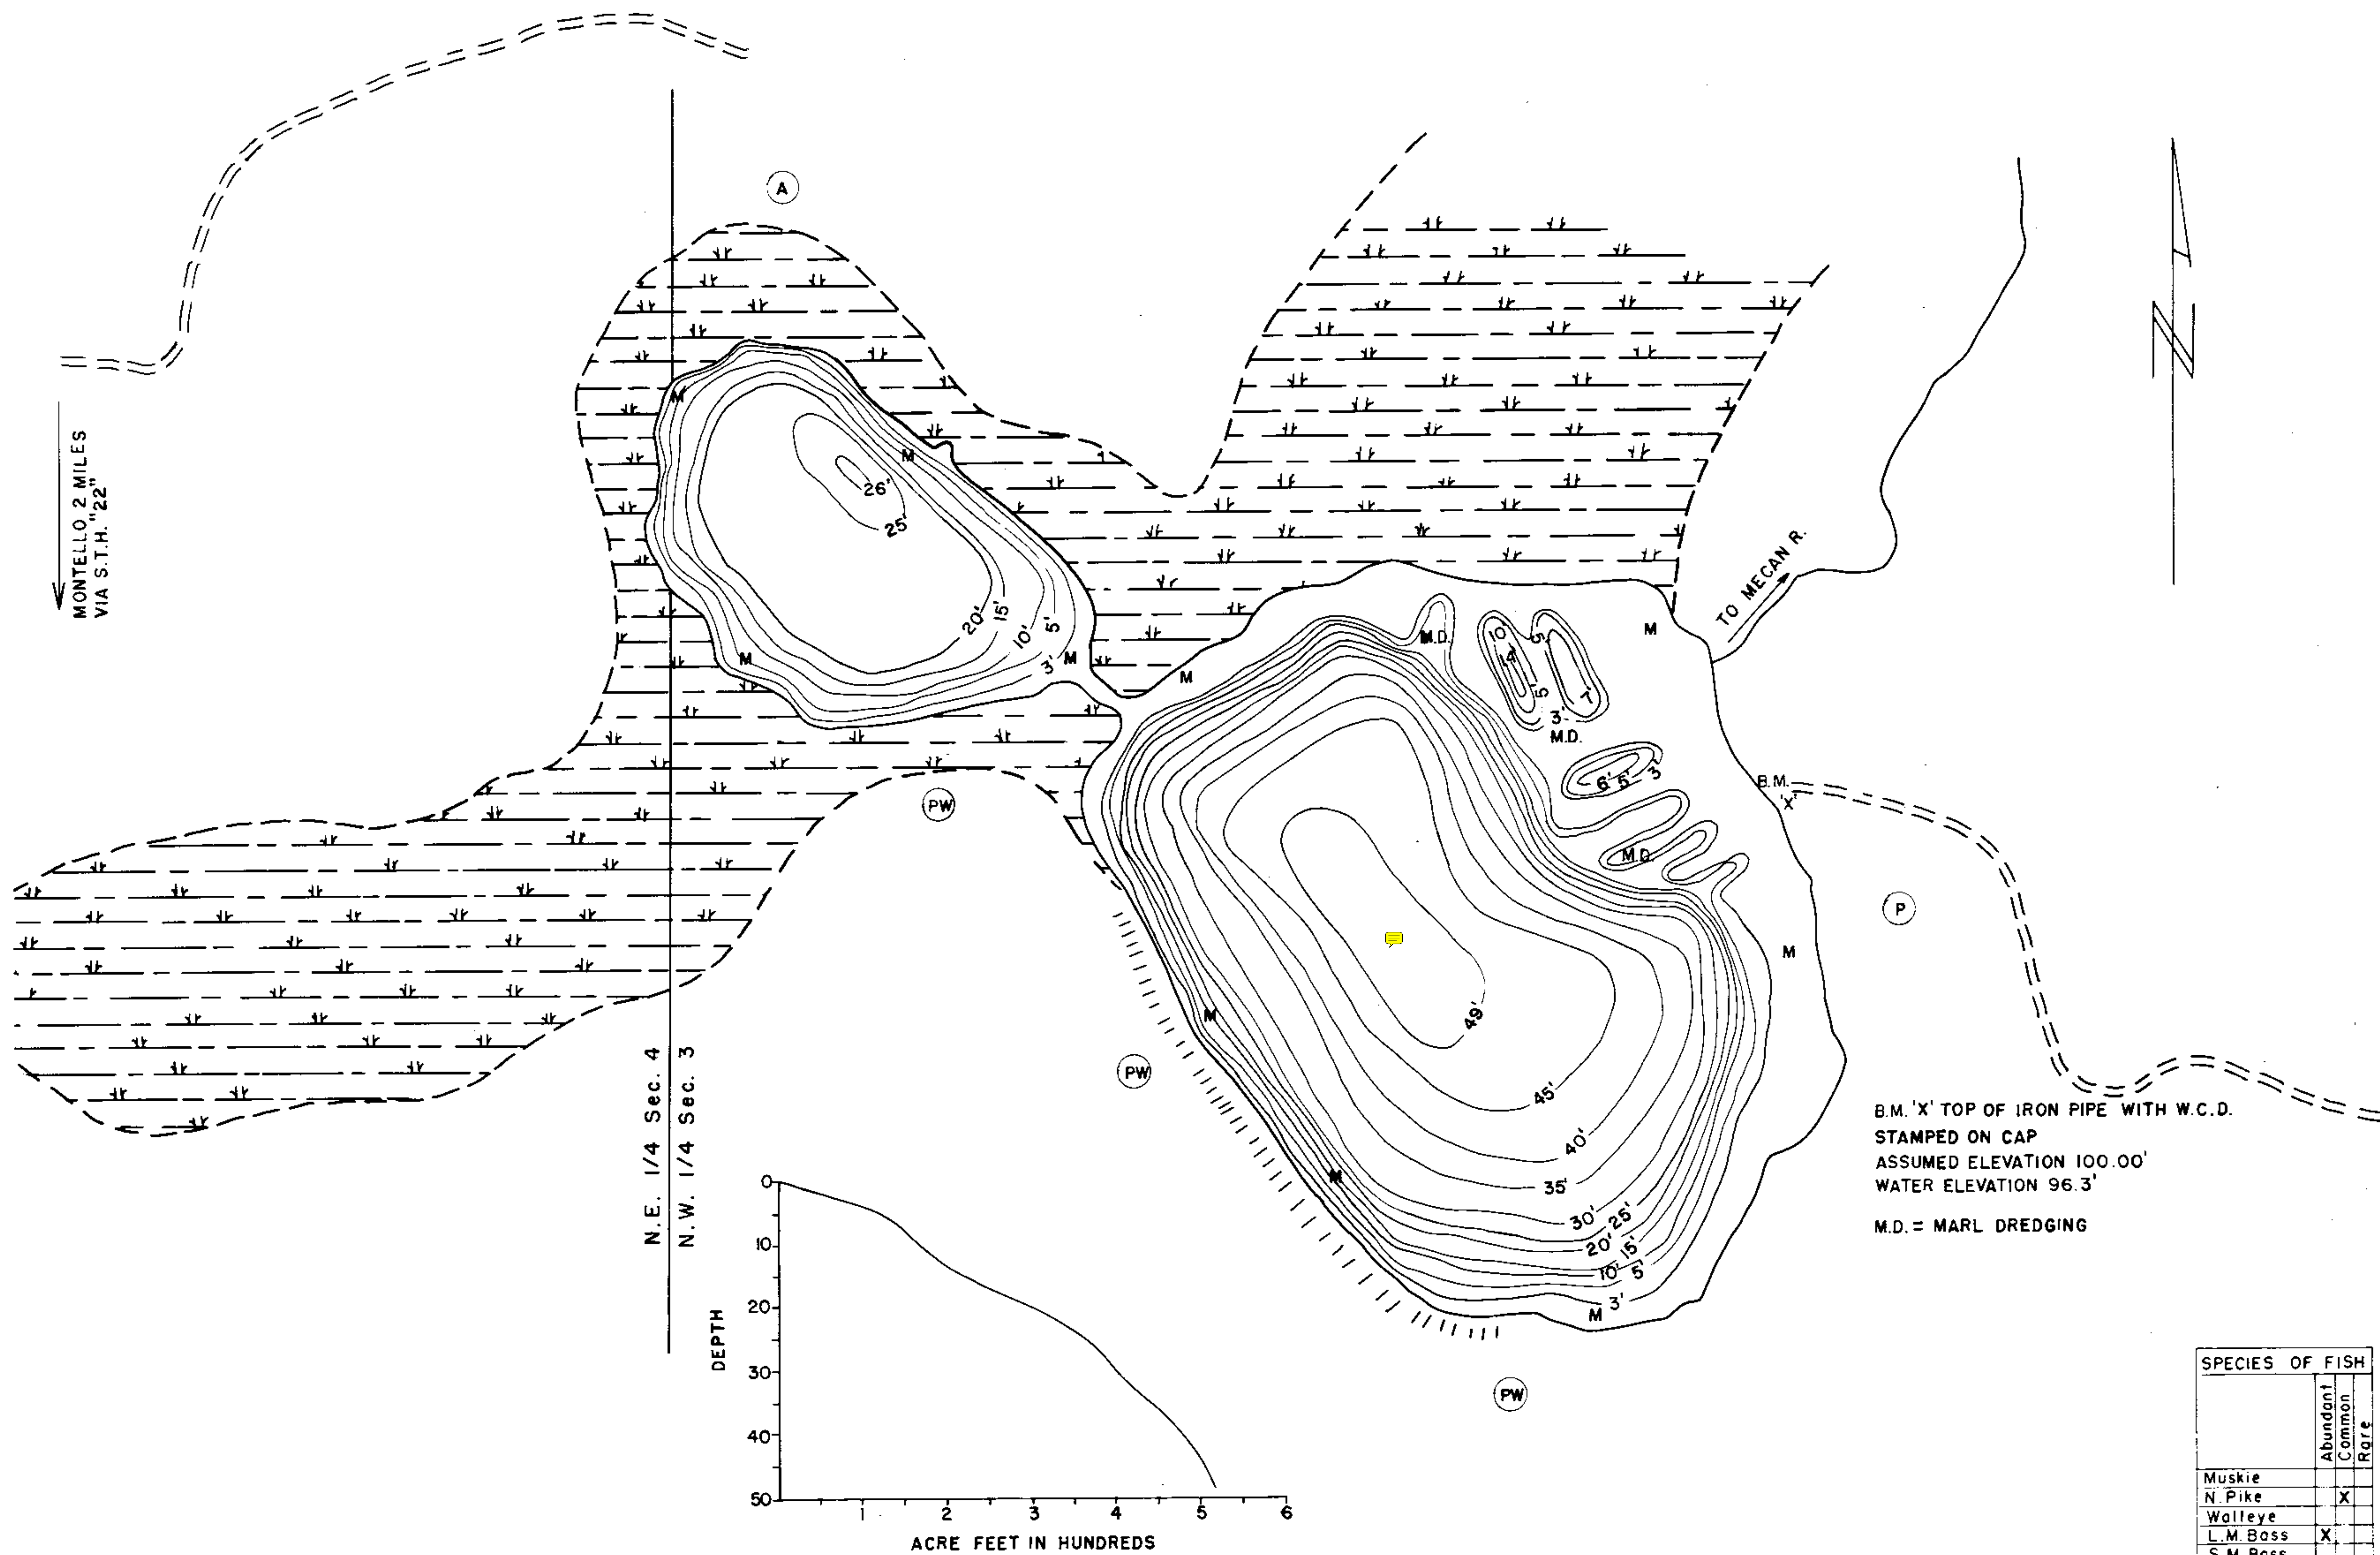 A
MONTELLO 2 MILES
VIA S.T.H. "22"
N
M
M
26'
25'
TO MECAN R.
20'
15'
10'
5'
3'
M
M
M
M.D.
10'
14'
5'
5'
7'
3'
M.D.
M
6'
5'
3'
B.M.
'X'
PW
M.D.
P
M
M
49'
PW
45'
40'
M
35'
30'
25'
20'
15'
10'
5'
3'
M
PW
N.E. 1/4 Sec. 4
N.W. 1/4 Sec. 3
B.M. 'X' TOP OF IRON PIPE WITH W.C.D.
STAMPED ON CAP
ASSUMED ELEVATION 100.00'
WATER ELEVATION 96.3'
M.D. = MARL DREDGING
DEPTH
0
10
20
30
40
50
1 2 3 4 5 6
ACRE FEET IN HUNDREDS
SPECIES OF FISH
Abundant
Common
Rare
Muskie
N. Pike X
Walleye
L.M. Bass X
S.M. Bass